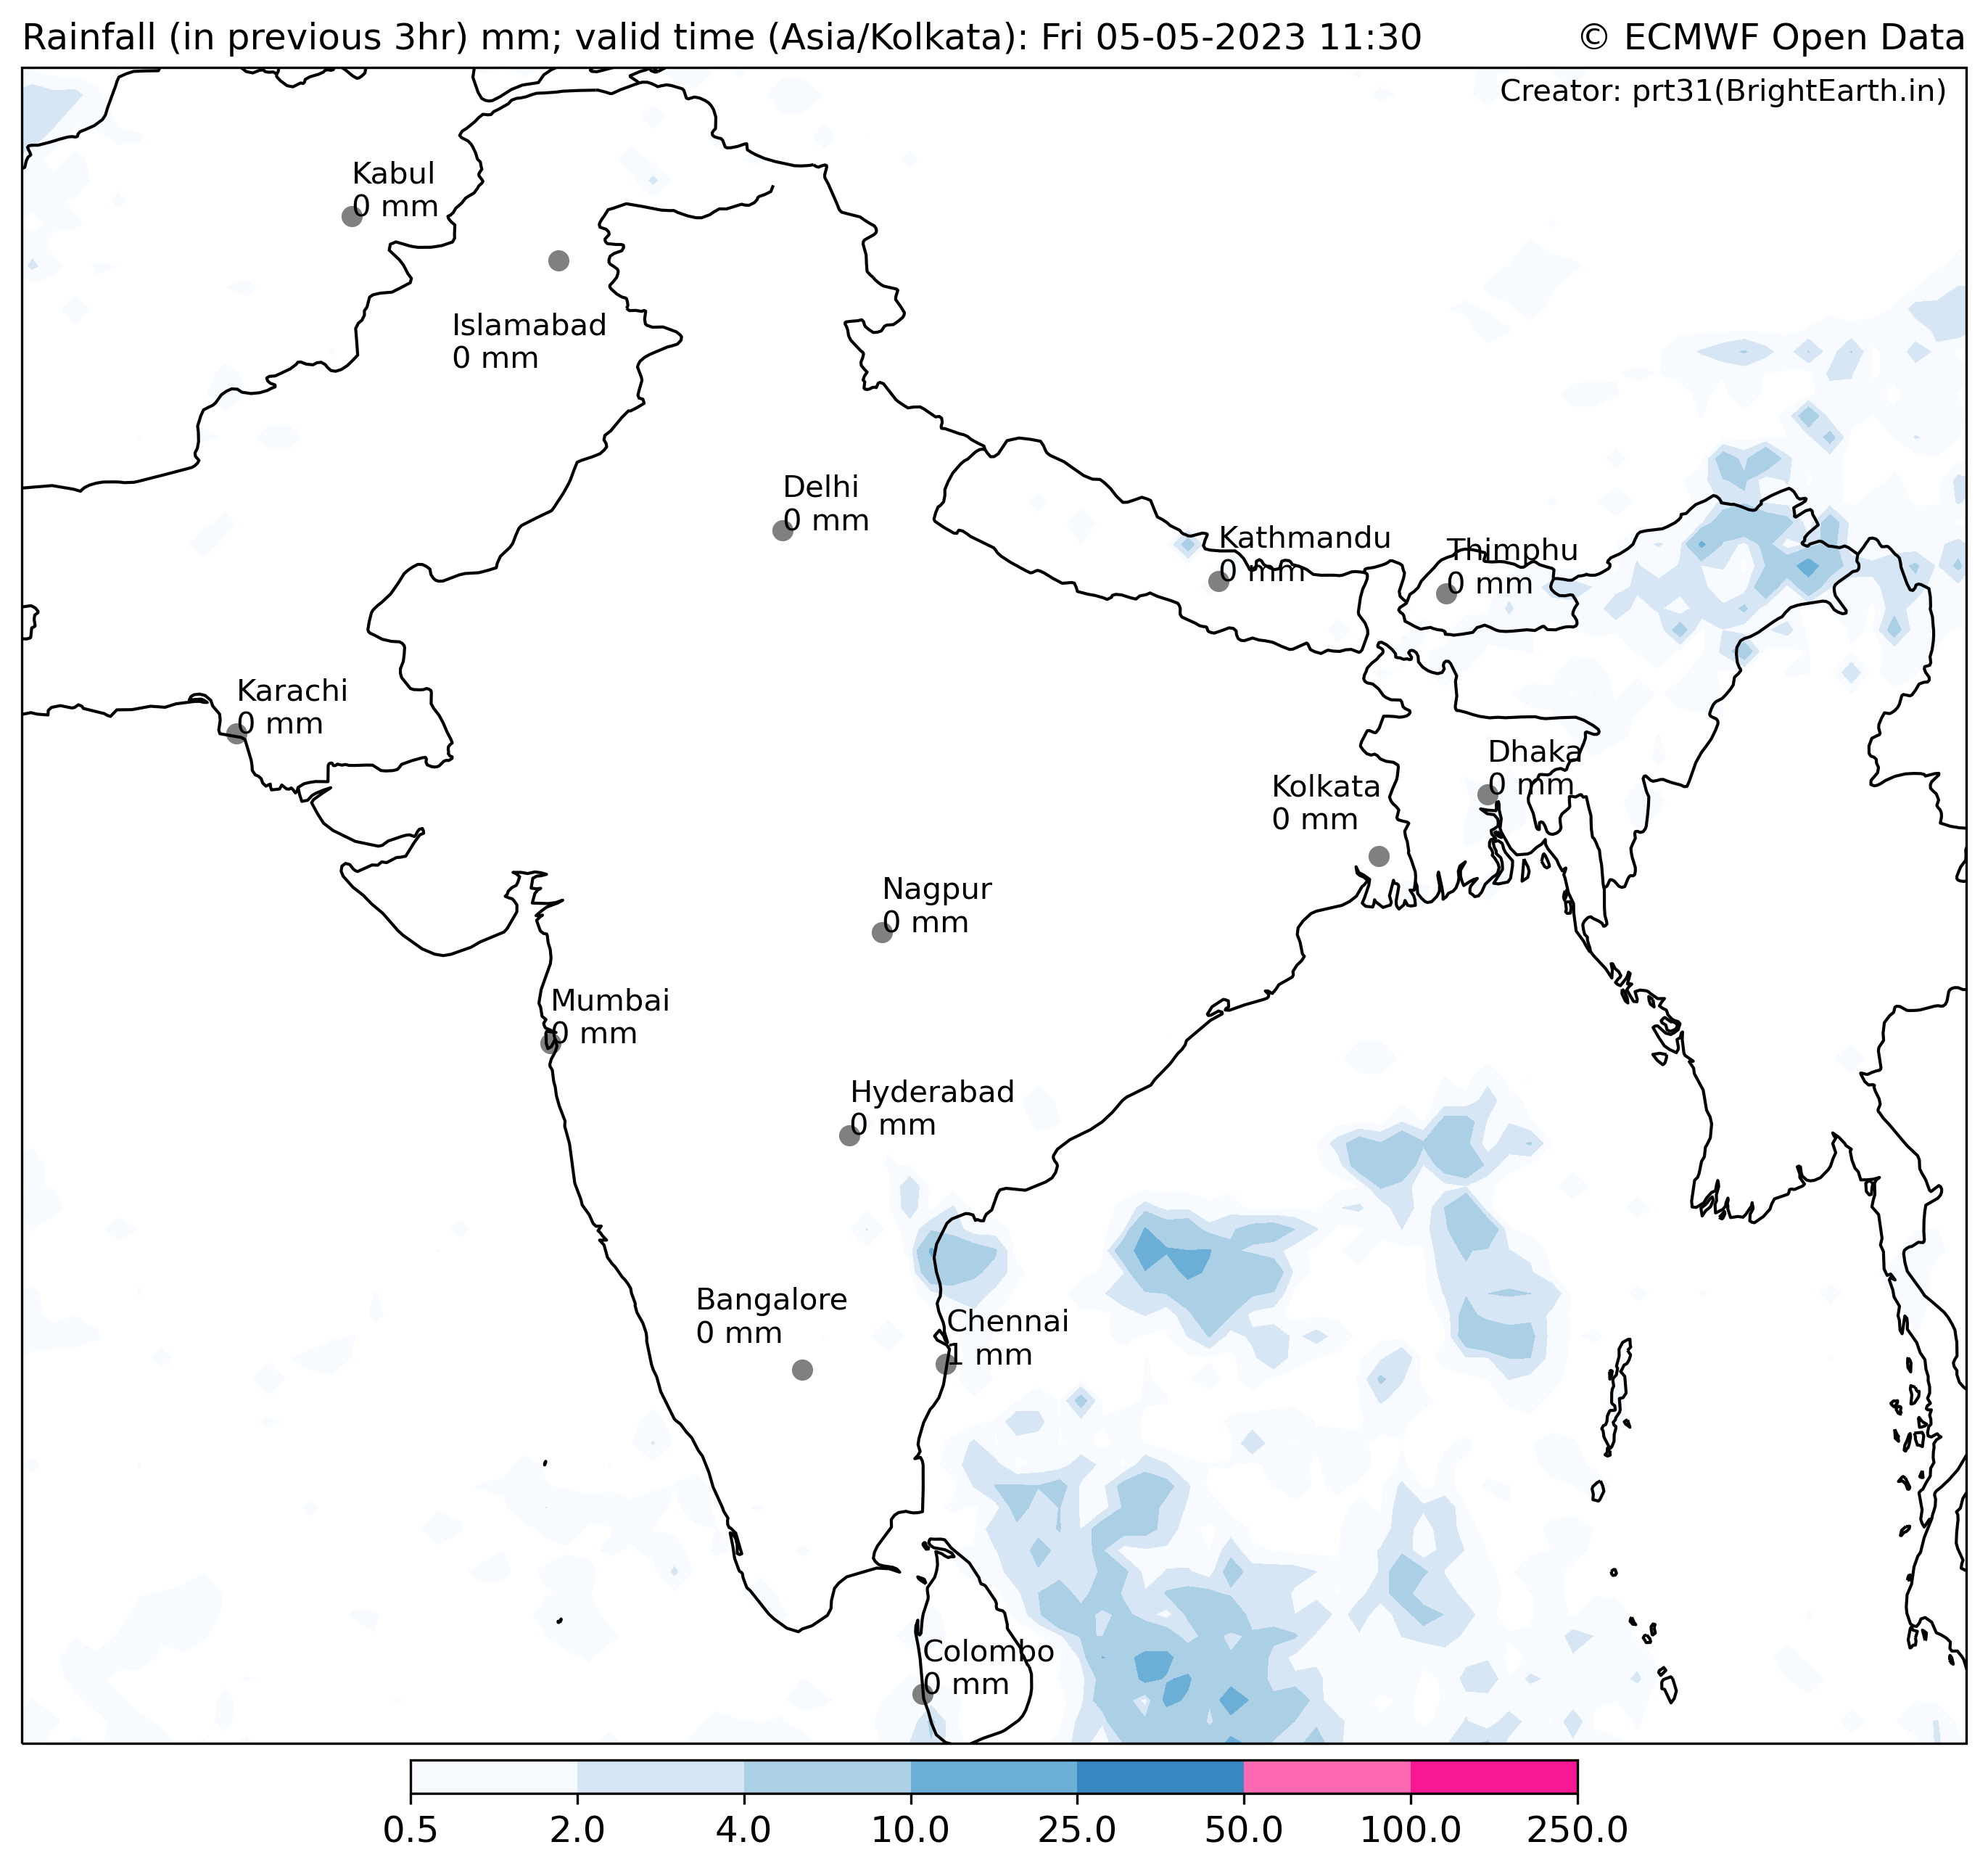 Rainfall (in previous 3hr) mm; valid time (Asia/Kolkata): Fri 05-05-2023 11:30
© ECMWF Open Data
Creator: prt31(BrightEarth.in)
Kabul
0 mm
Islamabad
0 mm
Delhi
0 mm
Kathmandu
0 mm
Thimphu
0 mm
Karachi
0 mm
Dhaka
0 mm
Kolkata
0 mm
Nagpur
0 mm
Mumbai
0 mm
Hyderabad
0 mm
Bangalore
0 mm
Chennai
1 mm
Colombo
0 mm
0.5 2.0 4.0 10.0 25.0 50.0 100.0 250.0